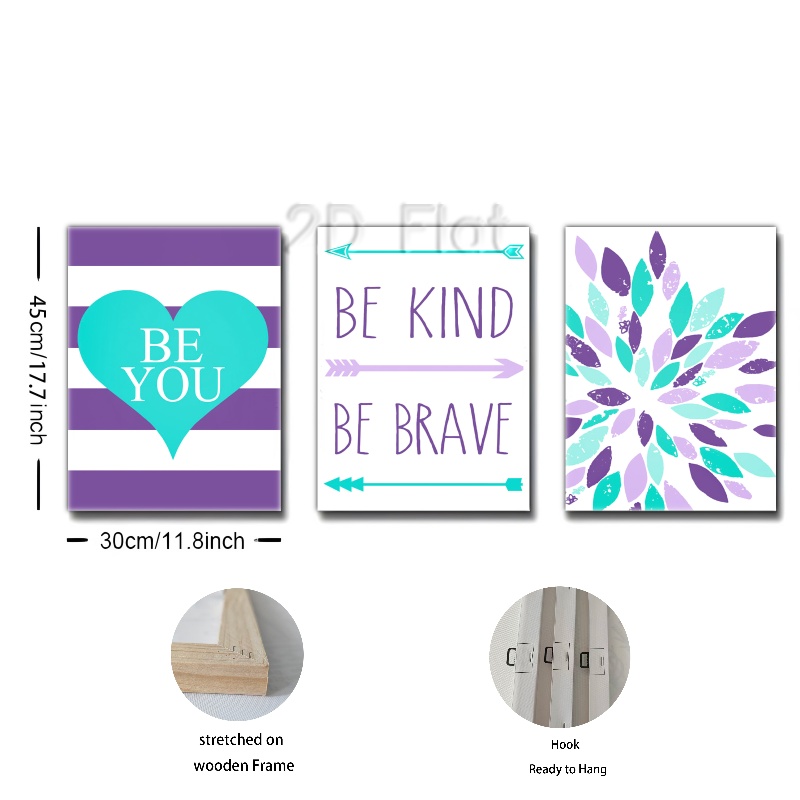 2D Flat
BE
YOU
BE KIND
BE BRAVE
45cm/17.7inch
30cm/11.8inch
stretched on
wooden Frame
Hook
Ready to Hang